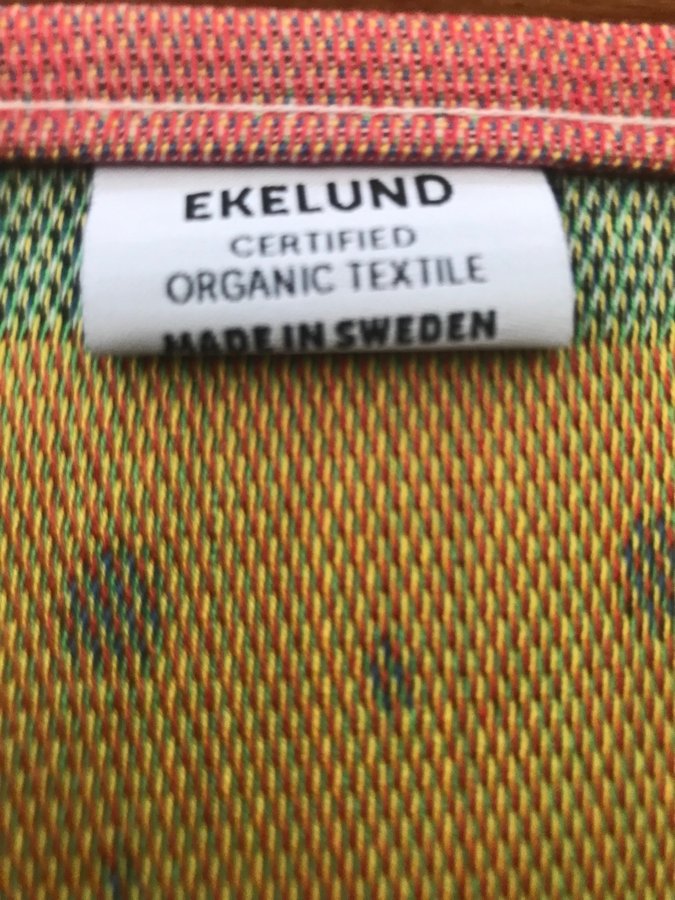 EKELUND
CERTIFIED
ORGANIC TEXTILE
MADE IN SWEDEN